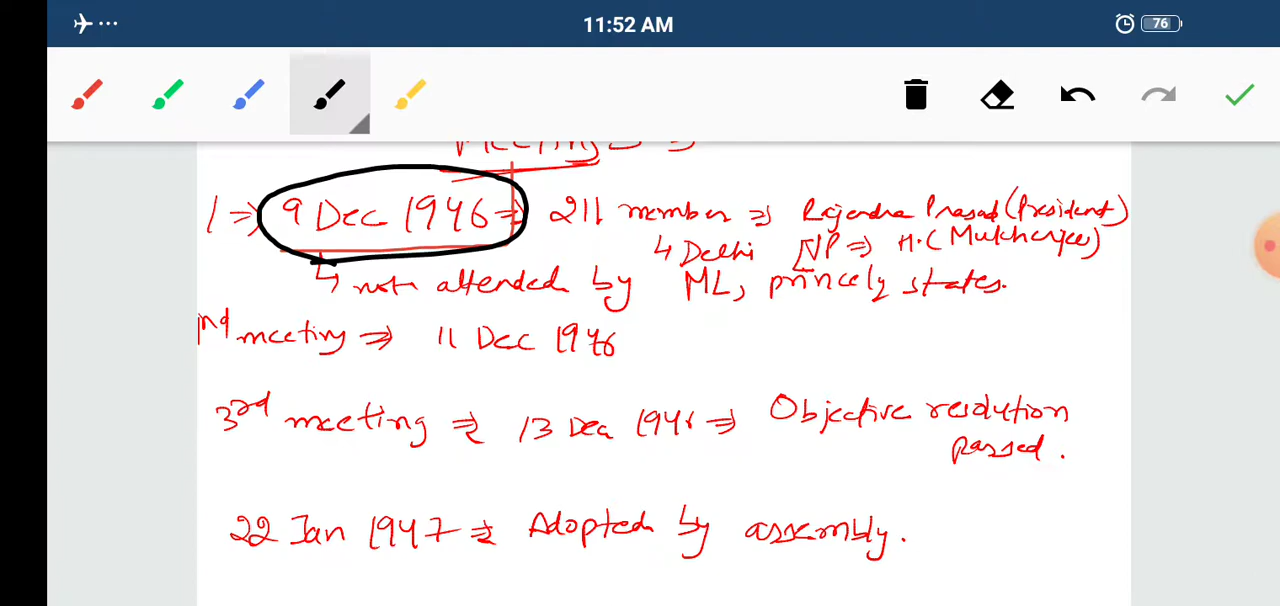 11:52 AM
76
Meetings
1 ⇒ 9 Dec 1946 ⇒ 211 member ⇒ Rajendra Prasad (President)
↳ Delhi VP ⇒ H.C Mukherjee)
↳ not attended by ML, princely states.
nd meeting ⇒ 11 Dec 1946
3rd meeting ⇒ 13 Dec 1946 ⇒ Objective resolution
passed.
22 Jan 1947 ⇒ Adopted by assembly.